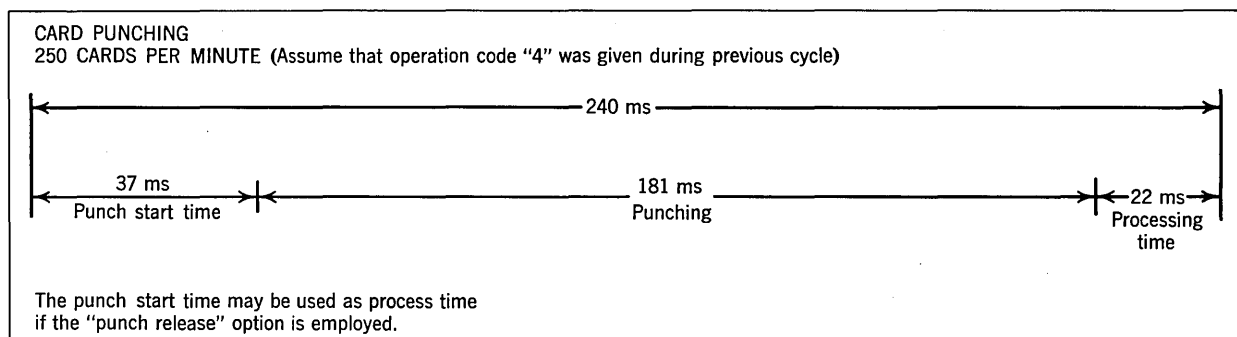 CARD PUNCHING
250 CARDS PER MINUTE (Assume that operation code “4” was given during previous cycle)
240 ms
37 ms
Punch start time
181 ms
Punching
22 ms
Processing
time
The punch start time may be used as process time
if the “punch release” option is employed.